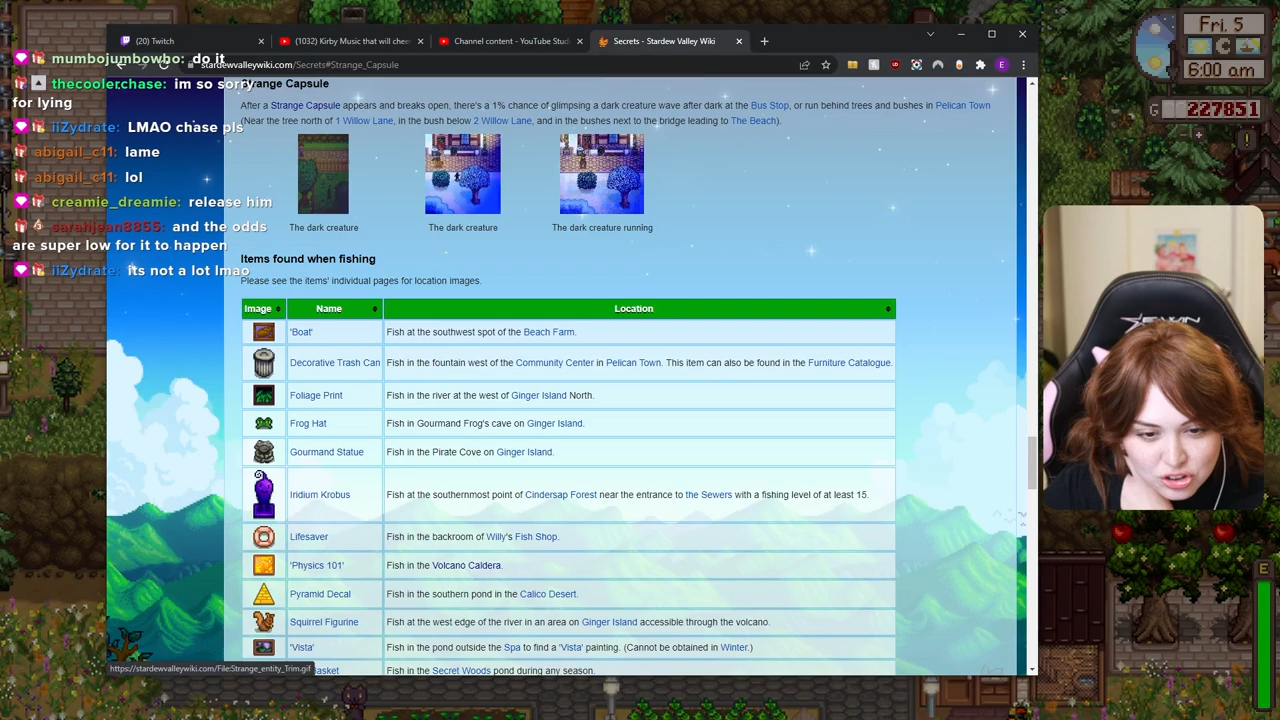 (20) Twitch
(1032) Kirby Music that will cheer
Channel content - YouTube Stud
Secrets - Stardew Valley Wiki
stardewvalleywiki.com/Secrets#Strange_Capsule
E
mumbojumbowho: do it
thecoolerchase: im so sorry
for lying
iiZydrate: LMAO chase pls
abigail_c11: lame
abigail_c11: lol
creamie_dreamie: release him
sarahjean8855: and the odds
are super low for it to happen
iiZydrate: its not a lot lmao
Strange Capsule
After a Strange Capsule appears and breaks open, there's a 1% chance of glimpsing a dark creature wave after dark at the Bus Stop, or run behind trees and bushes in Pelican Town
(Near the tree north of 1 Willow Lane, in the bush below 2 Willow Lane, and in the bushes next to the bridge leading to The Beach).
The dark creature
The dark creature
The dark creature running
Items found when fishing
Please see the items' individual pages for location images.
Image Name Location
'Boat' Fish at the southwest spot of the Beach Farm.
Decorative Trash Can Fish in the fountain west of the Community Center in Pelican Town. This item can also be found in the Furniture Catalogue.
Foliage Print Fish in the river at the west of Ginger Island North.
Frog Hat Fish in Gourmand Frog's cave on Ginger Island.
Gourmand Statue Fish in the Pirate Cove on Ginger Island.
Iridium Krobus Fish at the southernmost point of Cindersap Forest near the entrance to the Sewers with a fishing level of at least 15.
Lifesaver Fish in the backroom of Willy's Fish Shop.
'Physics 101' Fish in the Volcano Caldera.
Pyramid Decal Fish in the southern pond in the Calico Desert.
Squirrel Figurine Fish at the west edge of the river in an area on Ginger Island accessible through the volcano.
'Vista' Fish in the pond outside the Spa to find a 'Vista' painting. (Cannot be obtained in Winter.)
asket Fish in the Secret Woods pond during any season.
https://stardewvalleywiki.com/File:Strange_entity_Trim.gif
Fri. 5
6:00 am
G 227851
E